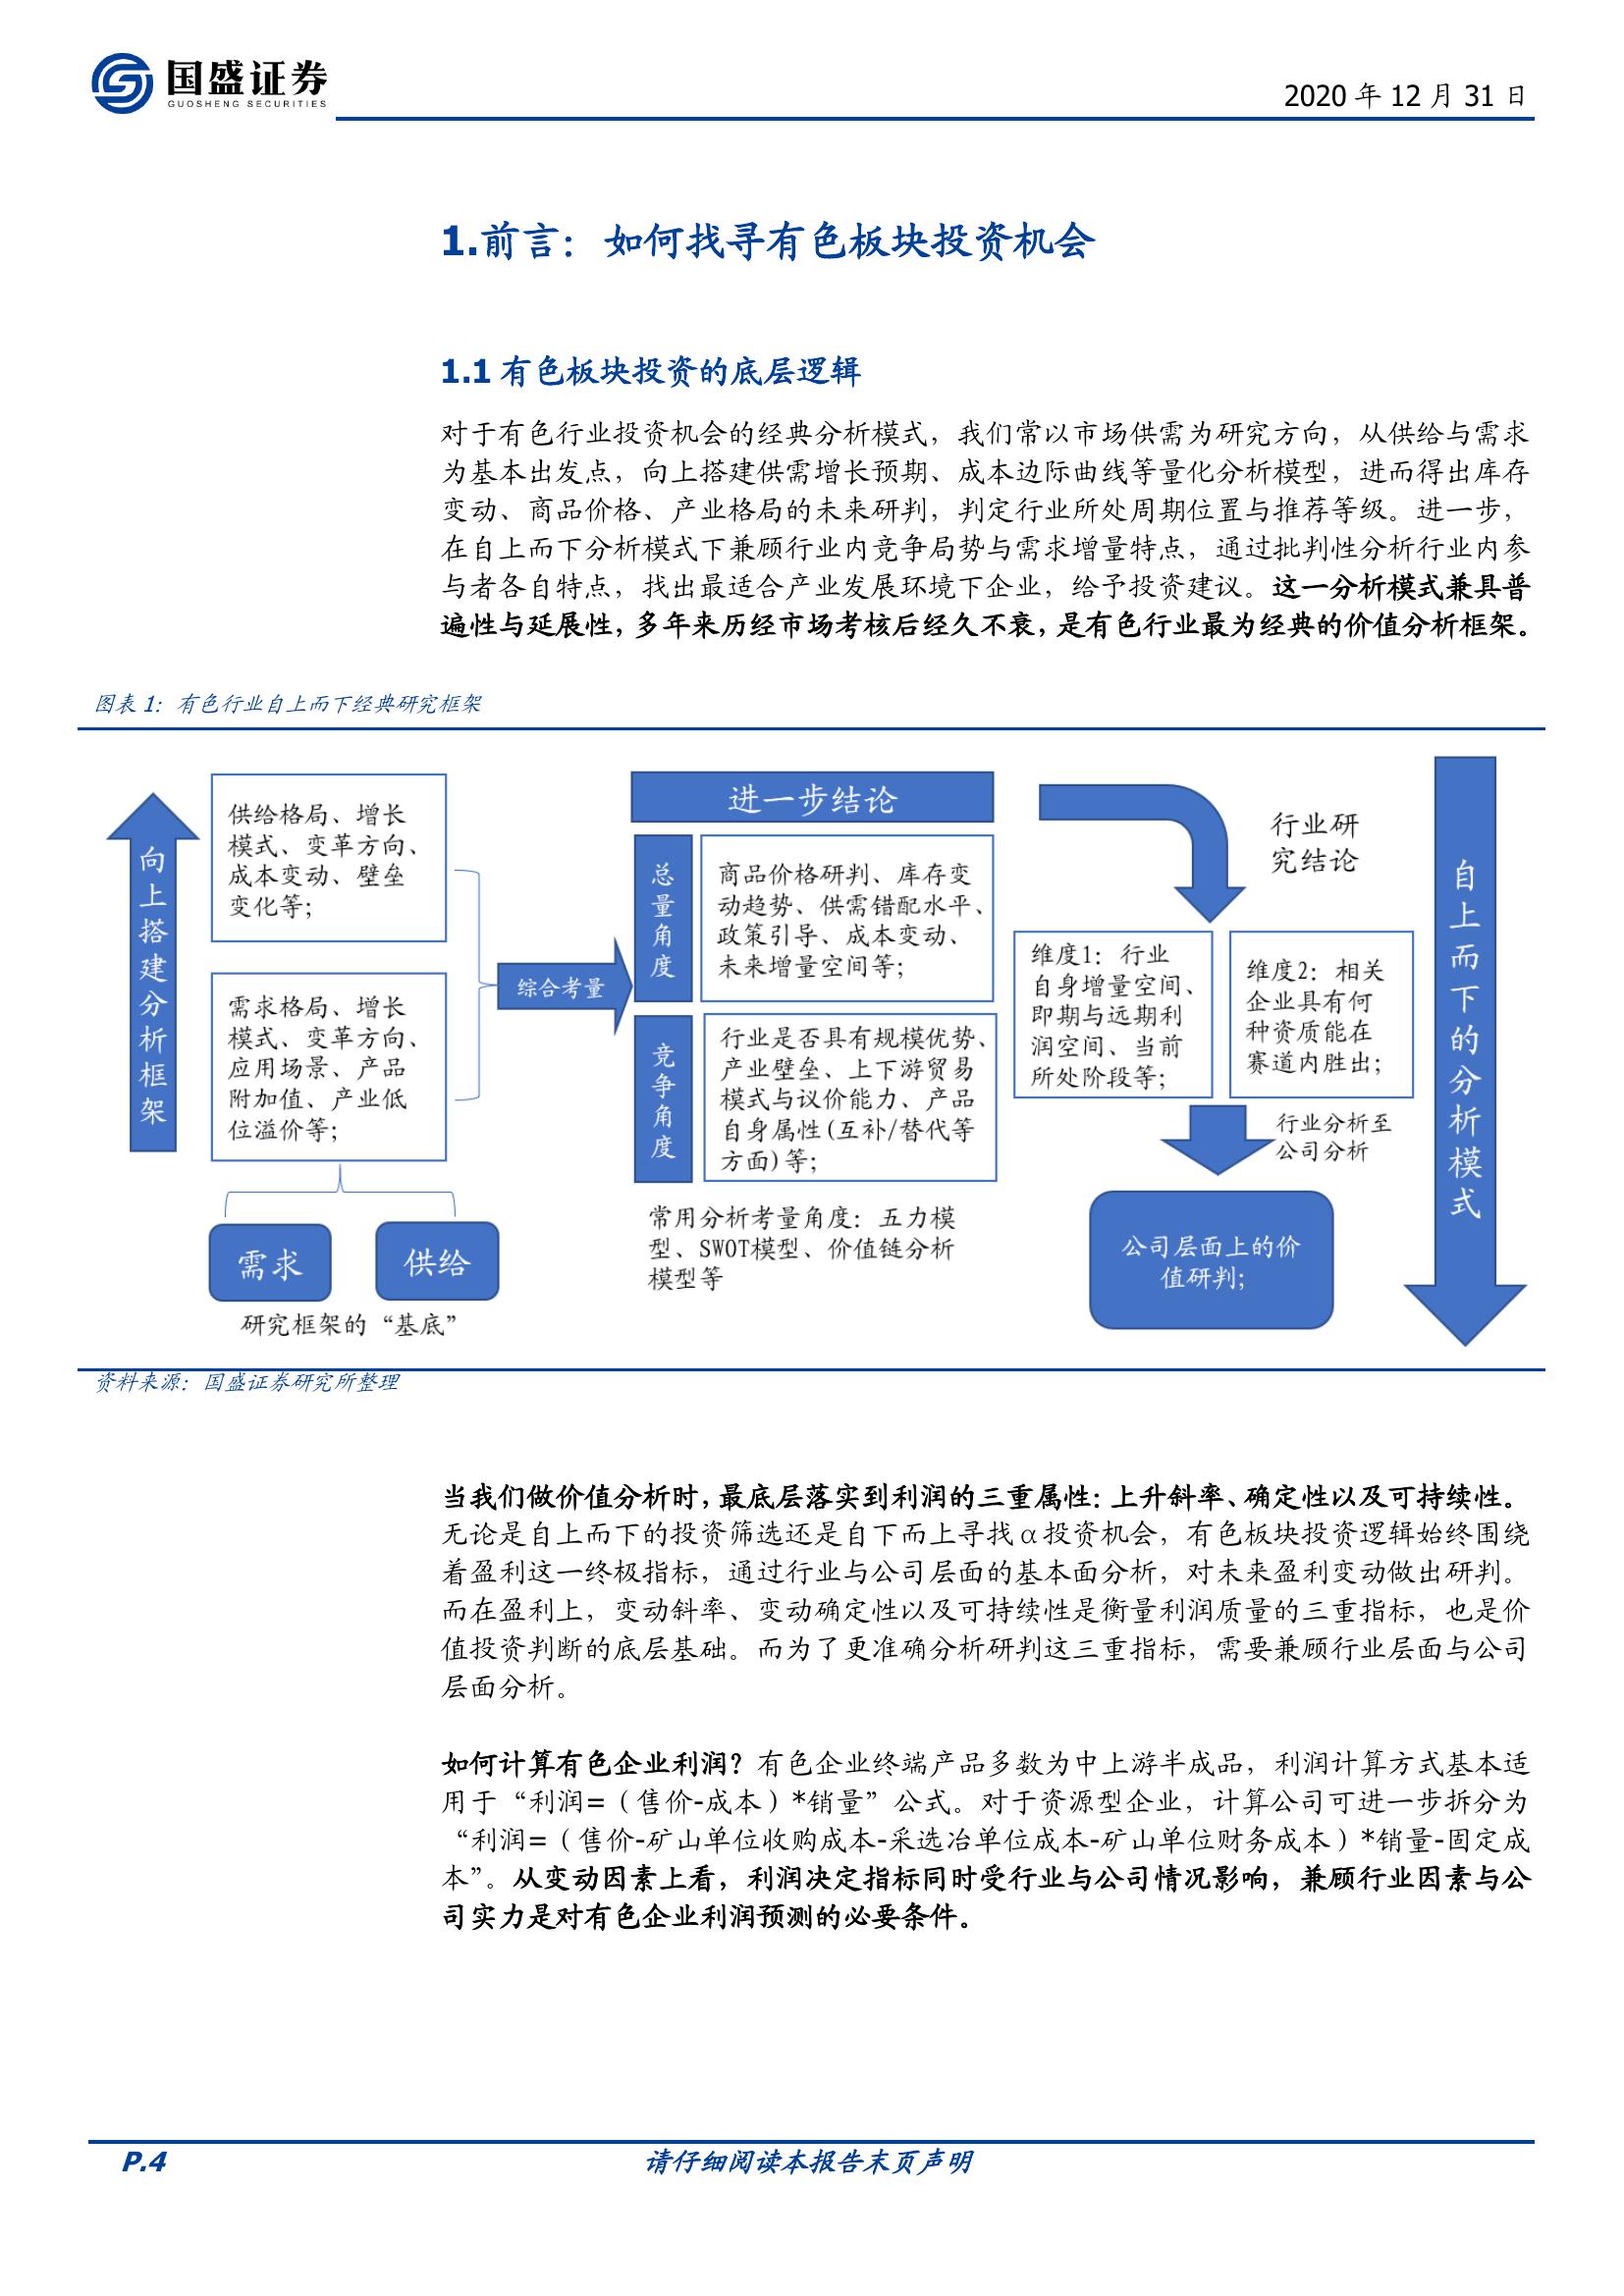 国盛证券
GUOSHENG SECURITIES
2020 年 12 月 31 日
1.前言：如何找寻有色板块投资机会
1.1 有色板块投资的底层逻辑
对于有色行业投资机会的经典分析模式，我们常以市场供需为研究方向，从供给与需求
为基本出发点，向上搭建供需增长预期、成本边际曲线等量化分析模型，进而得出库存
变动、商品价格、产业格局的未来研判，判定行业所处周期位置与推荐等级。进一步，
在自上而下分析模式下兼顾行业内竞争局势与需求增量特点，通过批判性分析行业内参
与者各自特点，找出最适合产业发展环境下企业，给予投资建议。这一分析模式兼具普
遍性与延展性，多年来历经市场考核后经久不衰，是有色行业最为经典的价值分析框架。
图表 1：有色行业自上而下经典研究框架
向上搭建分析框架
供给格局、增长
模式、变革方向、
成本变动、壁垒
变化等；
需求格局、增长
模式、变革方向、
应用场景、产品
附加值、产业低
位溢价等；
需求
供给
研究框架的“基底”
综合考量
进一步结论
总量角度
商品价格研判、库存变
动趋势、供需错配水平、
政策引导、成本变动、
未来增量空间等；
竞争角度
行业是否具有规模优势、
产业壁垒、上下游贸易
模式与议价能力、产品
自身属性(互补/替代等
方面)等；
常用分析考量角度：五力模
型、SWOT模型、价值链分析
模型等
行业研
究结论
维度1：行业
自身增量空间、
即期与远期利
润空间、当前
所处阶段等；
维度2：相关
企业具有何
种资质能在
赛道内胜出；
行业分析至
公司分析
公司层面上的价
值研判；
自上而下的分析模式
资料来源：国盛证券研究所整理
当我们做价值分析时，最底层落实到利润的三重属性：上升斜率、确定性以及可持续性。
无论是自上而下的投资筛选还是自下而上寻找α投资机会，有色板块投资逻辑始终围绕
着盈利这一终极指标，通过行业与公司层面的基本面分析，对未来盈利变动做出研判。
而在盈利上，变动斜率、变动确定性以及可持续性是衡量利润质量的三重指标，也是价
值投资判断的底层基础。而为了更准确分析研判这三重指标，需要兼顾行业层面与公司
层面分析。
如何计算有色企业利润？有色企业终端产品多数为中上游半成品，利润计算方式基本适
用于“利润=（售价-成本）*销量”公式。对于资源型企业，计算公司可进一步拆分为
“利润=（售价-矿山单位收购成本-采选冶单位成本-矿山单位财务成本）*销量-固定成
本”。从变动因素上看，利润决定指标同时受行业与公司情况影响，兼顾行业因素与公
司实力是对有色企业利润预测的必要条件。
P.4
请仔细阅读本报告末页声明